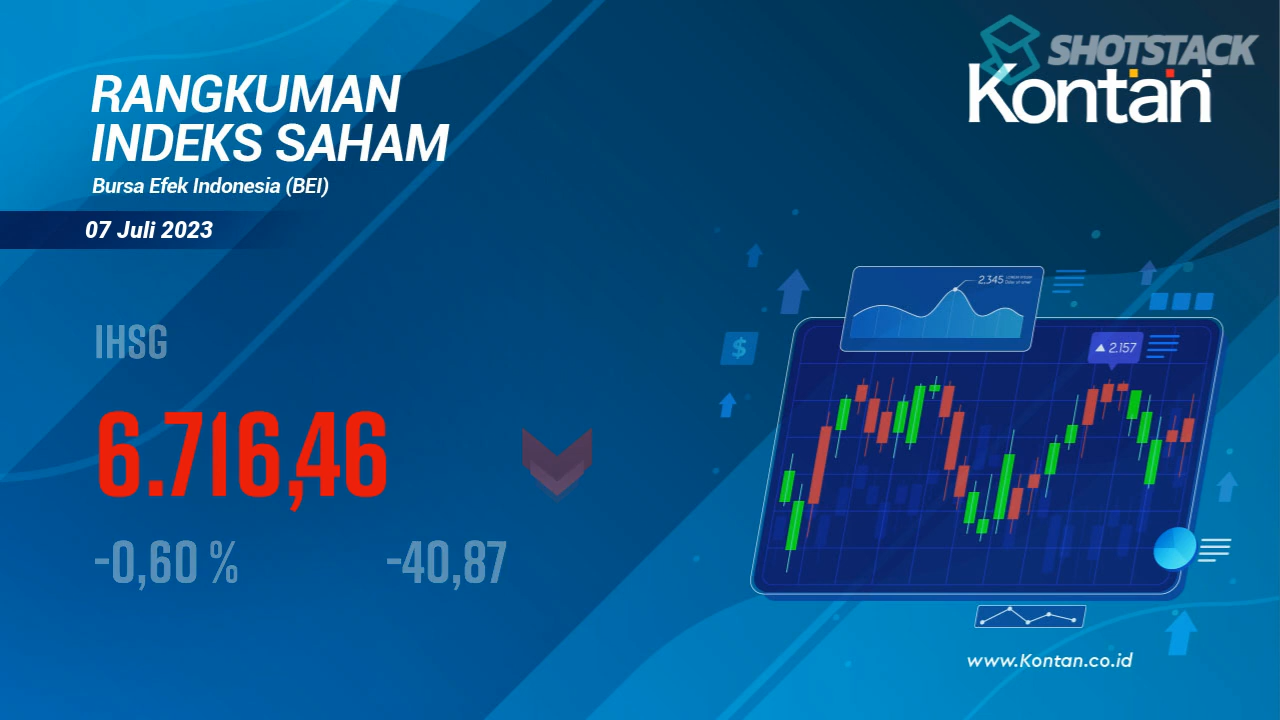 SHOTSTACK
Kontan
RANGKUMAN
INDEKS SAHAM
Bursa Efek Indonesia (BEI)
07 Juli 2023
IHSG
6.716,46
-0,60 %
-40,87
2,345
$
2.157
www.Kontan.co.id